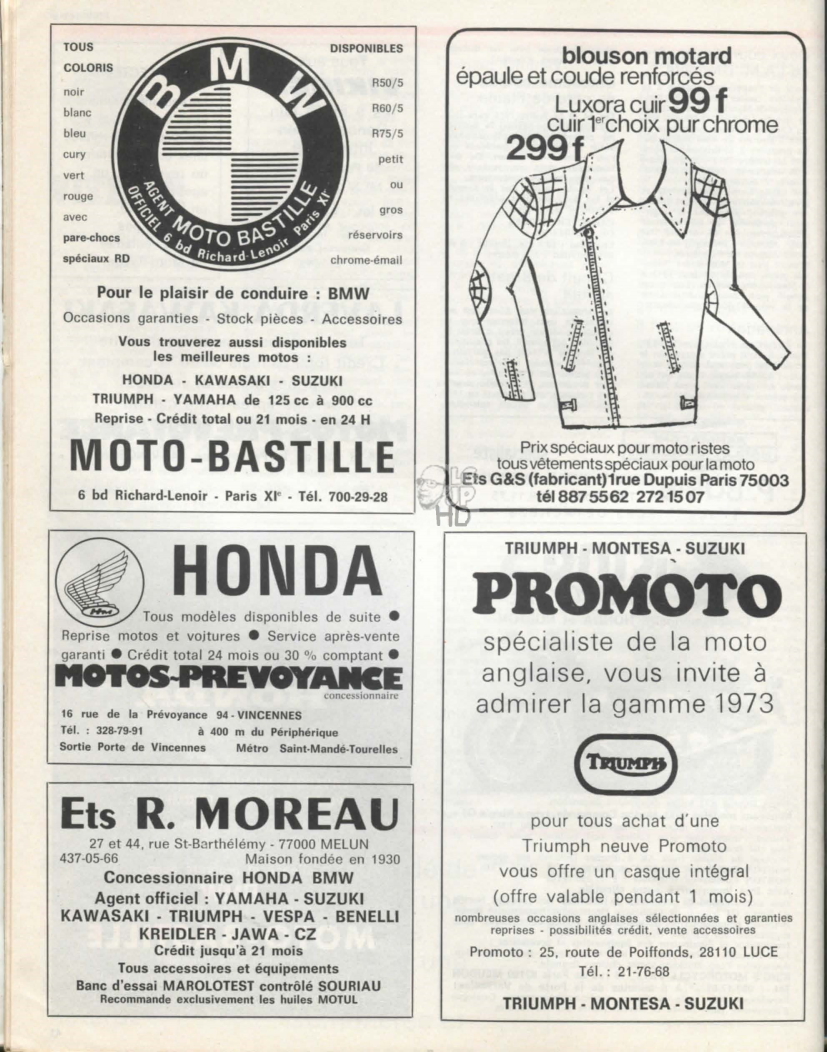 TOUS
COLORIS
noir
blanc
bleu
cury
vert
rouge
avec
pare-chocs
spéciaux RD
BMW
AGENT MOTO BASTILLE
OFFICIEL 6 bd Richard-Lenoir Paris XIe
DISPONIBLES
R50/5
R60/5
R75/5
petit
ou
gros
réservoirs
chrome-émail
Pour le plaisir de conduire : BMW
Occasions garanties - Stock pièces - Accessoires
Vous trouverez aussi disponibles
les meilleures motos :
HONDA - KAWASAKI - SUZUKI
TRIUMPH - YAMAHA de 125 cc à 900 cc
Reprise - Crédit total ou 21 mois - en 24 H
MOTO-BASTILLE
6 bd Richard-Lenoir - Paris XIe - Tél. 700-29-28
blouson motard
épaule et coude renforcés
Luxora cuir 99 f
cuir 1er choix pur chrome
299 f
Prix spéciaux pour moto ristes
tous vêtements spéciaux pour la moto
Ets G&S (fabricant) 1 rue Dupuis Paris 75003
tél 887 55 62 272 15 07
HONDA
Tous modèles disponibles de suite ●
Reprise motos et voitures ● Service après-vente
garanti ● Crédit total 24 mois ou 30 % comptant ●
MOTOS-PREVOYANCE
concessionnaire
16 rue de la Prévoyance 94 - VINCENNES
Tél. : 328-79-91 à 400 m du Périphérique
Sortie Porte de Vincennes Métro Saint-Mandé-Tourelles
Ets R. MOREAU
27 et 44, rue St-Barthélémy - 77000 MELUN
437-05-66 Maison fondée en 1930
Concessionnaire HONDA BMW
Agent officiel : YAMAHA - SUZUKI
KAWASAKI - TRIUMPH - VESPA - BENELLI
KREIDLER - JAWA - CZ
Crédit jusqu'à 21 mois
Tous accessoires et équipements
Banc d'essai MAROLOTEST contrôlé SOURIAU
Recommande exclusivement les huiles MOTUL
TRIUMPH - MONTESA - SUZUKI
PROMOTO
spécialiste de la moto
anglaise, vous invite à
admirer la gamme 1973
TRIUMPH
pour tous achat d'une
Triumph neuve Promoto
vous offre un casque intégral
(offre valable pendant 1 mois)
nombreuses occasions anglaises sélectionnées et garanties
reprises - possibilités crédit, vente accessoires
Promoto : 25, route de Poiffonds, 28110 LUCE
Tél. : 21-76-68
TRIUMPH - MONTESA - SUZUKI